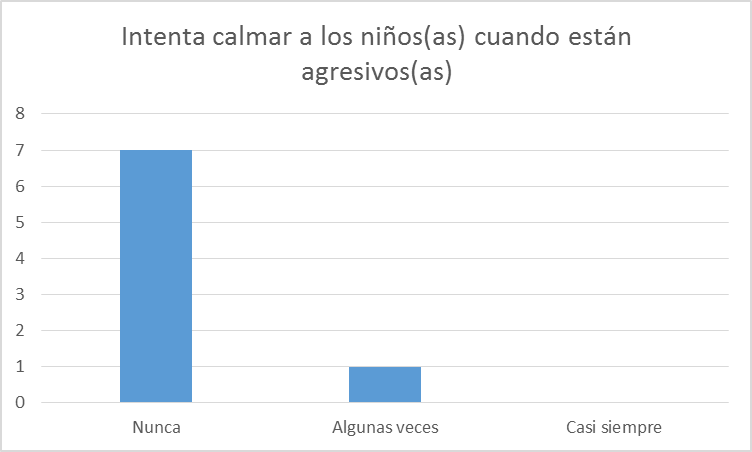 Intenta calmar a los niños(as) cuando están
agresivos(as)
8
7
6
5
4
3
2
1
0
Nunca
Algunas veces
Casi siempre